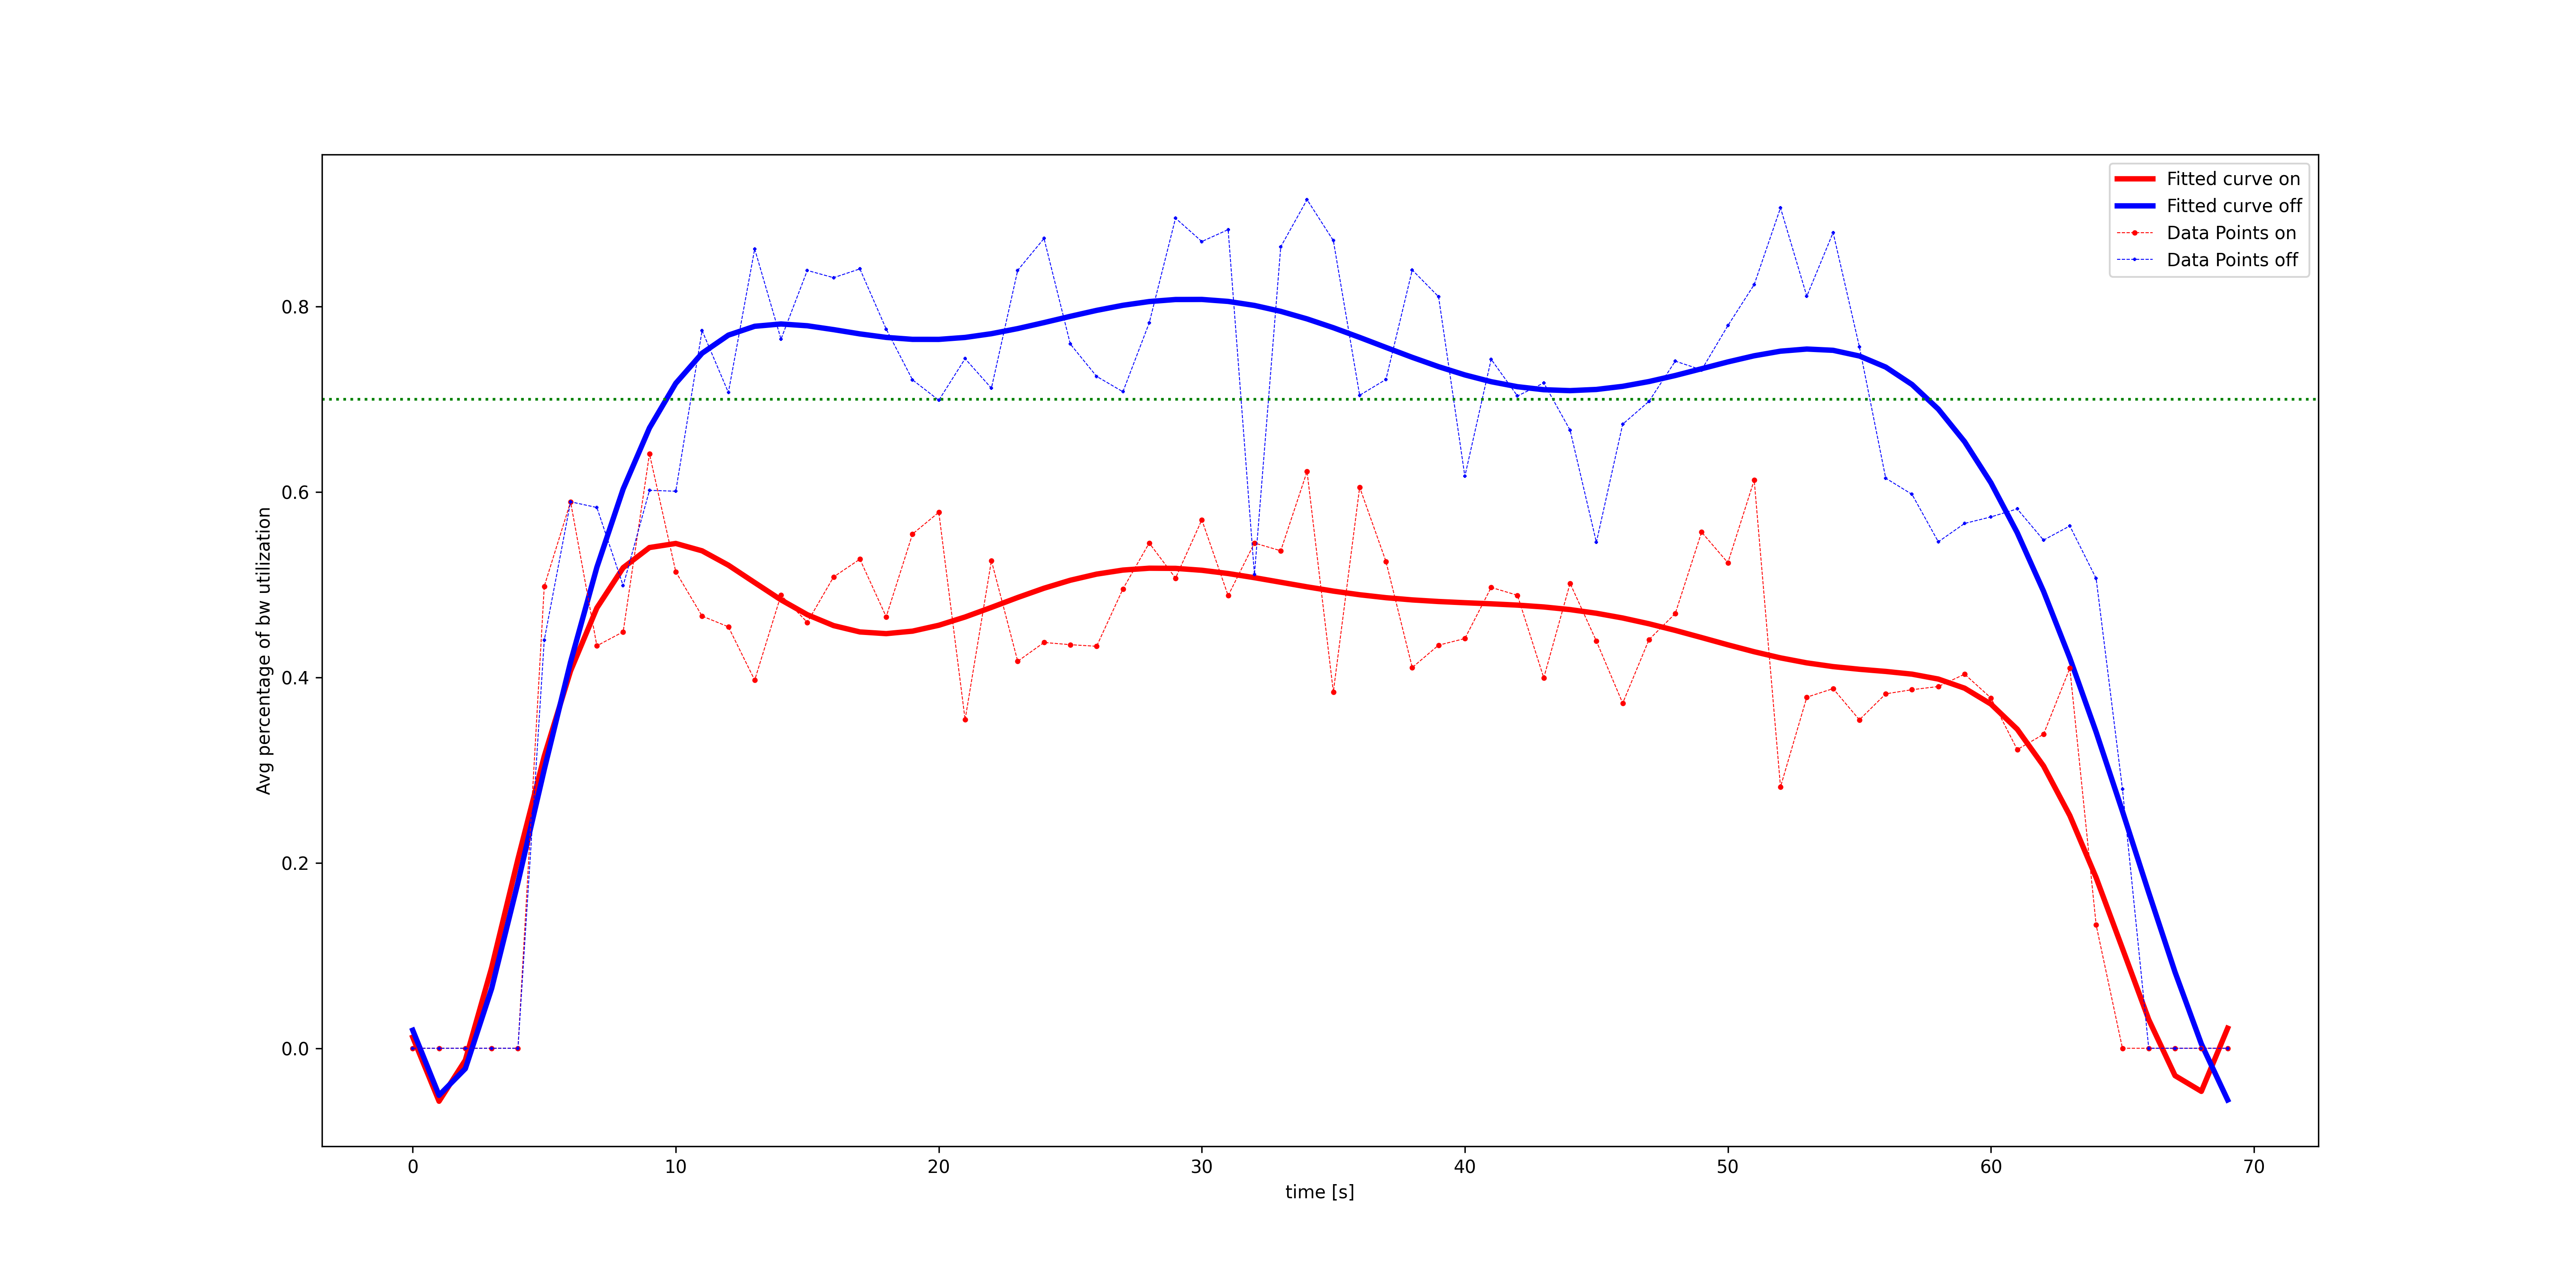 Fitted curve on
Fitted curve off
Data Points on
Data Points off
0.8
0.6
0.4
0.2
0.0
Avg percentage of bw utilization
0 10 20 30 40 50 60 70
time [s]